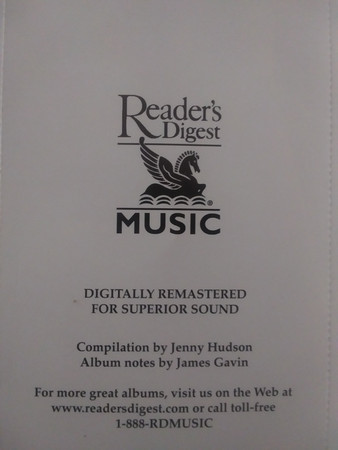 Reader's
Digest
®
MUSIC
DIGITALLY REMASTERED
FOR SUPERIOR SOUND
Compilation by Jenny Hudson
Album notes by James Gavin
For more great albums, visit us on the Web at
www.readersdigest.com or call toll-free
1-888-RDMUSIC